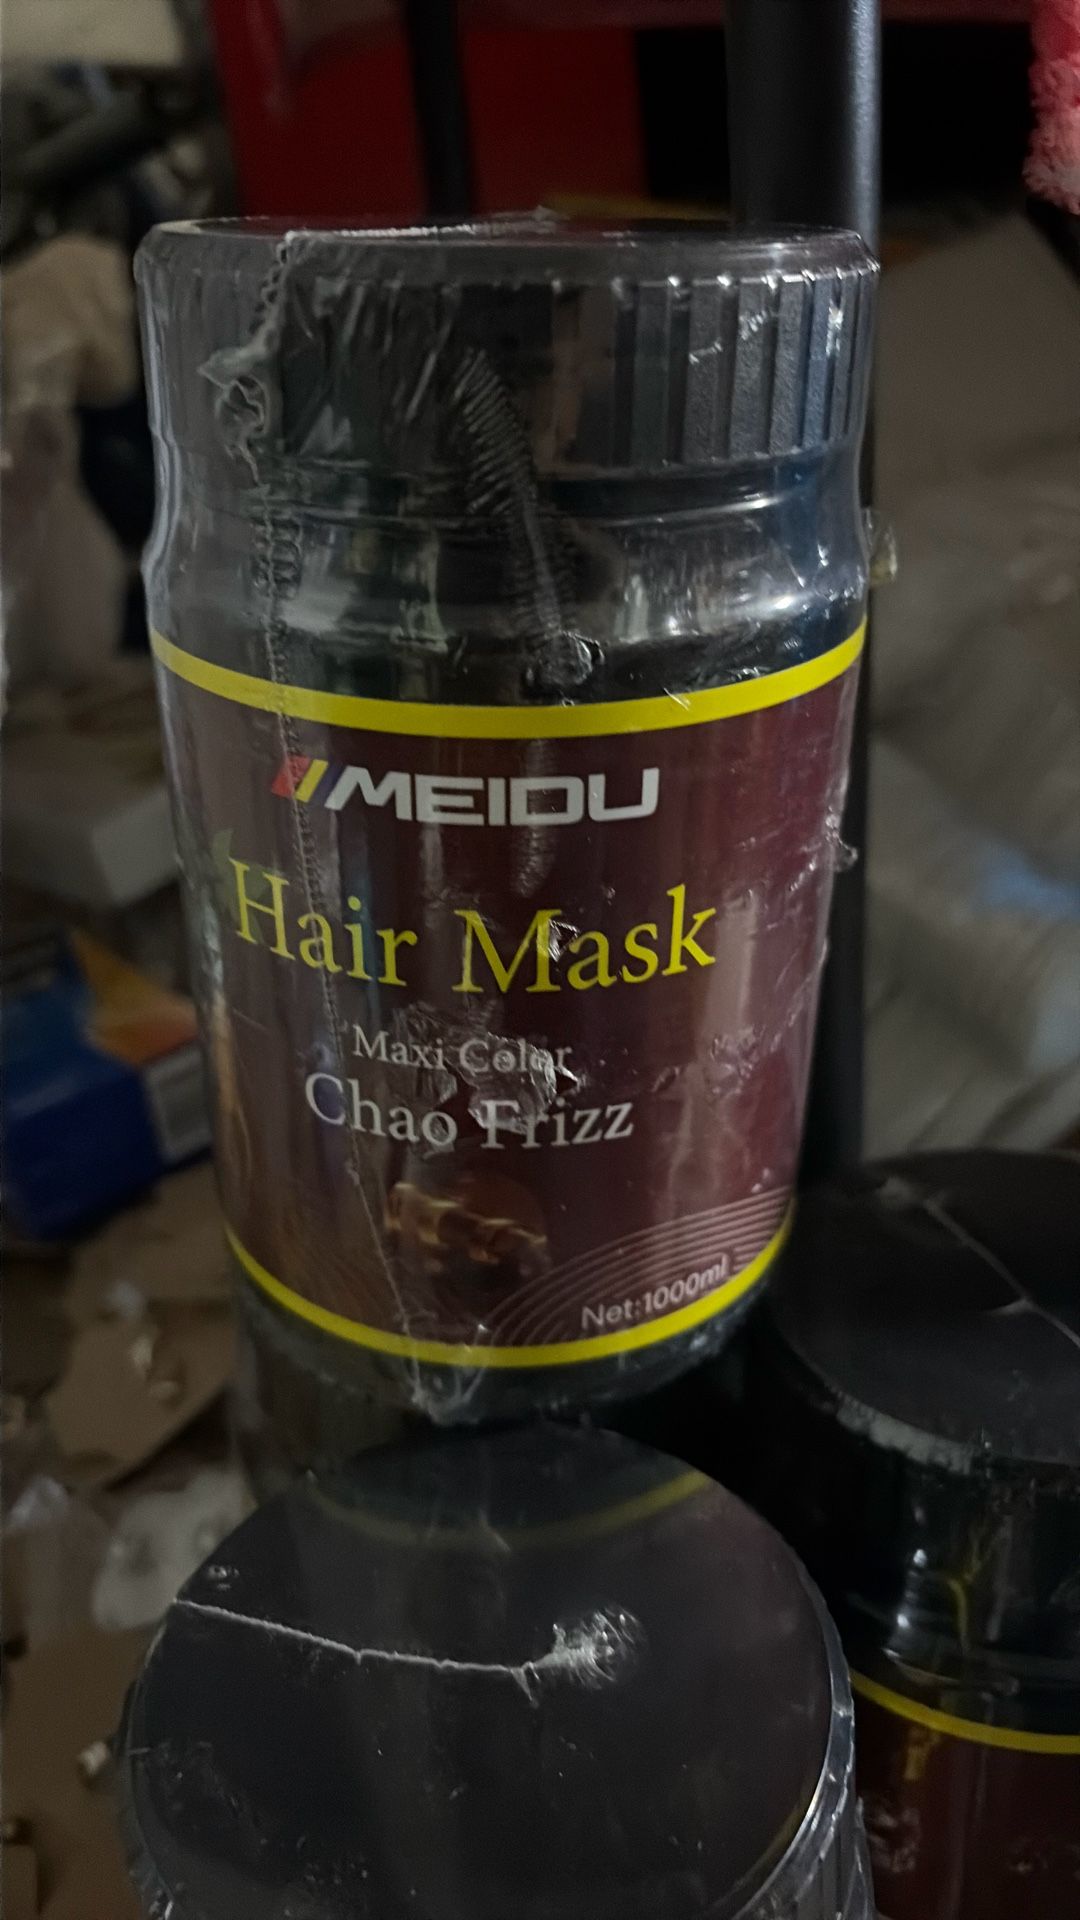 MEIDU
Hair Mask
Maxi Color
Chao Frizz
Net:1000ml